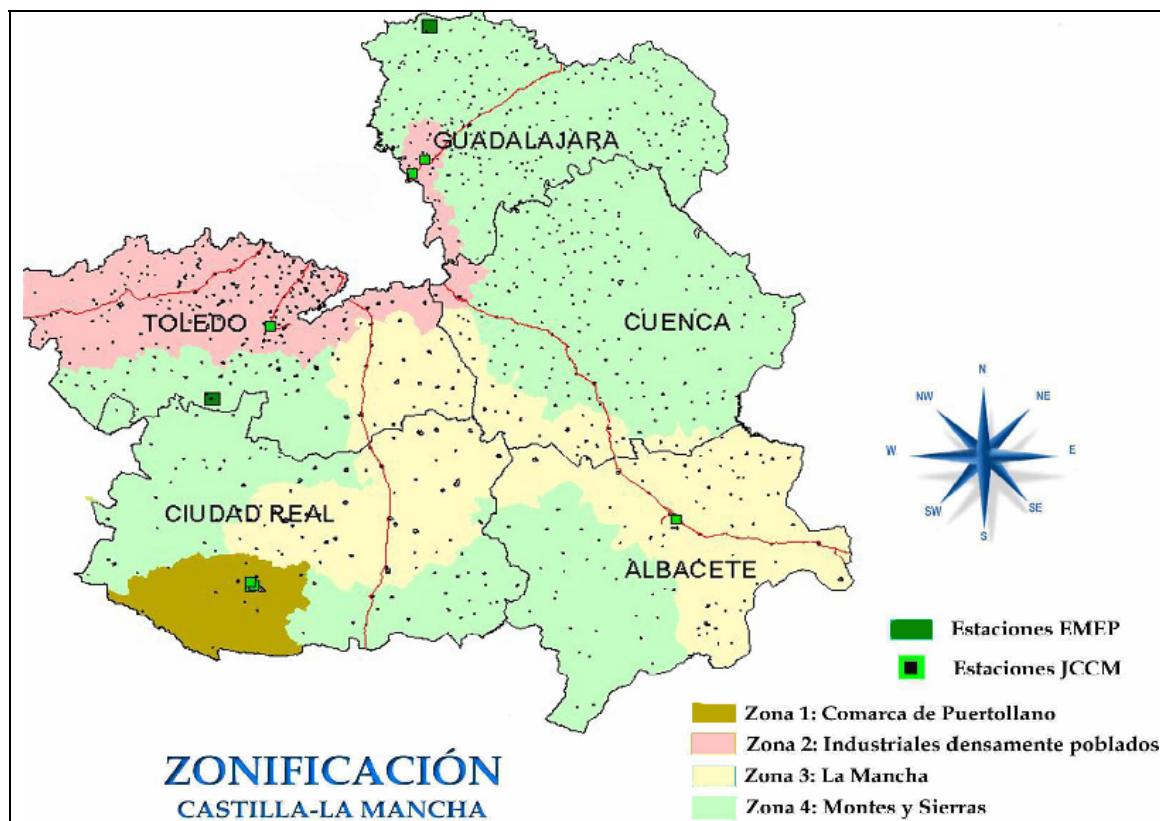 GUADALAJARA
TOLEDO
CUENCA
CIUDAD REAL
ALBACETE
N
NW
NE
W
E
SW
SE
S
Estaciones EMEP
Estaciones JCCM
Zona 1: Comarca de Puertollano
Zona 2: Industriales densamente poblados
Zona 3: La Mancha
Zona 4: Montes y Sierras
ZONIFICACIÓN
CASTILLA-LA MANCHA